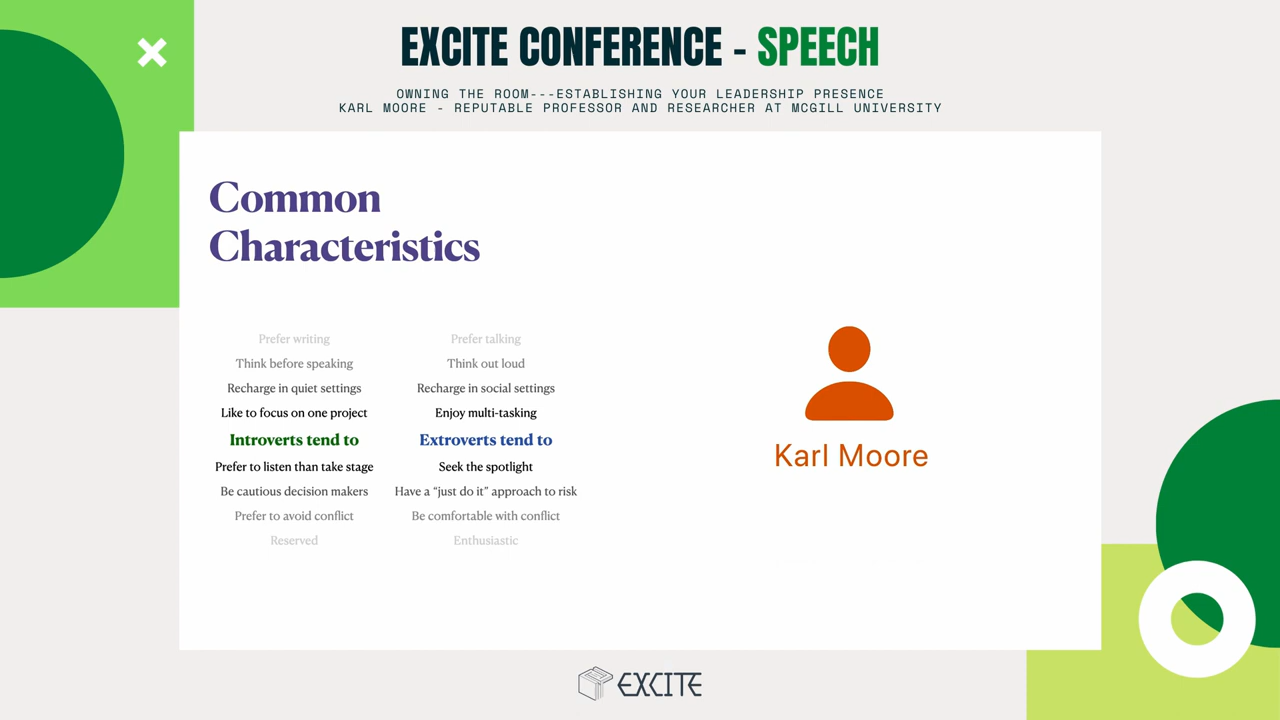 EXCITE CONFERENCE - SPEECH
OWNING THE ROOM---ESTABLISHING YOUR LEADERSHIP PRESENCE
KARL MOORE - REPUTABLE PROFESSOR AND RESEARCHER AT MCGILL UNIVERSITY
Common
Characteristics
Prefer writing
Think before speaking
Recharge in quiet settings
Like to focus on one project
Introverts tend to
Prefer to listen than take stage
Be cautious decision makers
Prefer to avoid conflict
Reserved
Prefer talking
Think out loud
Recharge in social settings
Enjoy multi-tasking
Extroverts tend to
Seek the spotlight
Have a “just do it” approach to risk
Be comfortable with conflict
Enthusiastic
Karl Moore
EXCITE